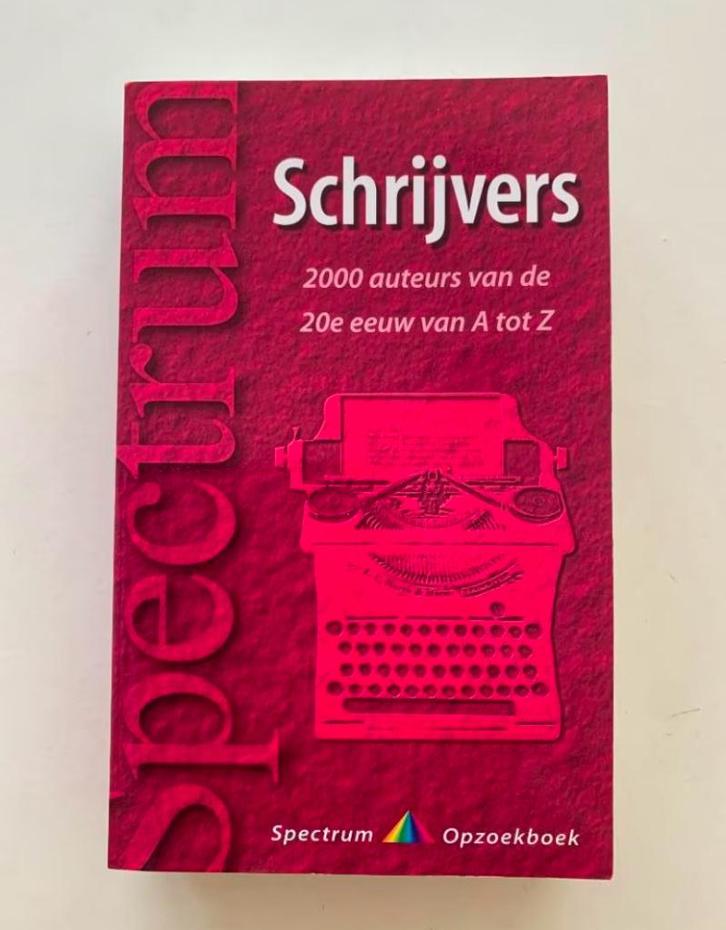 Spectrum
Schrijvers
2000 auteurs van de
20e eeuw van A tot Z
Spectrum Opzoekboek